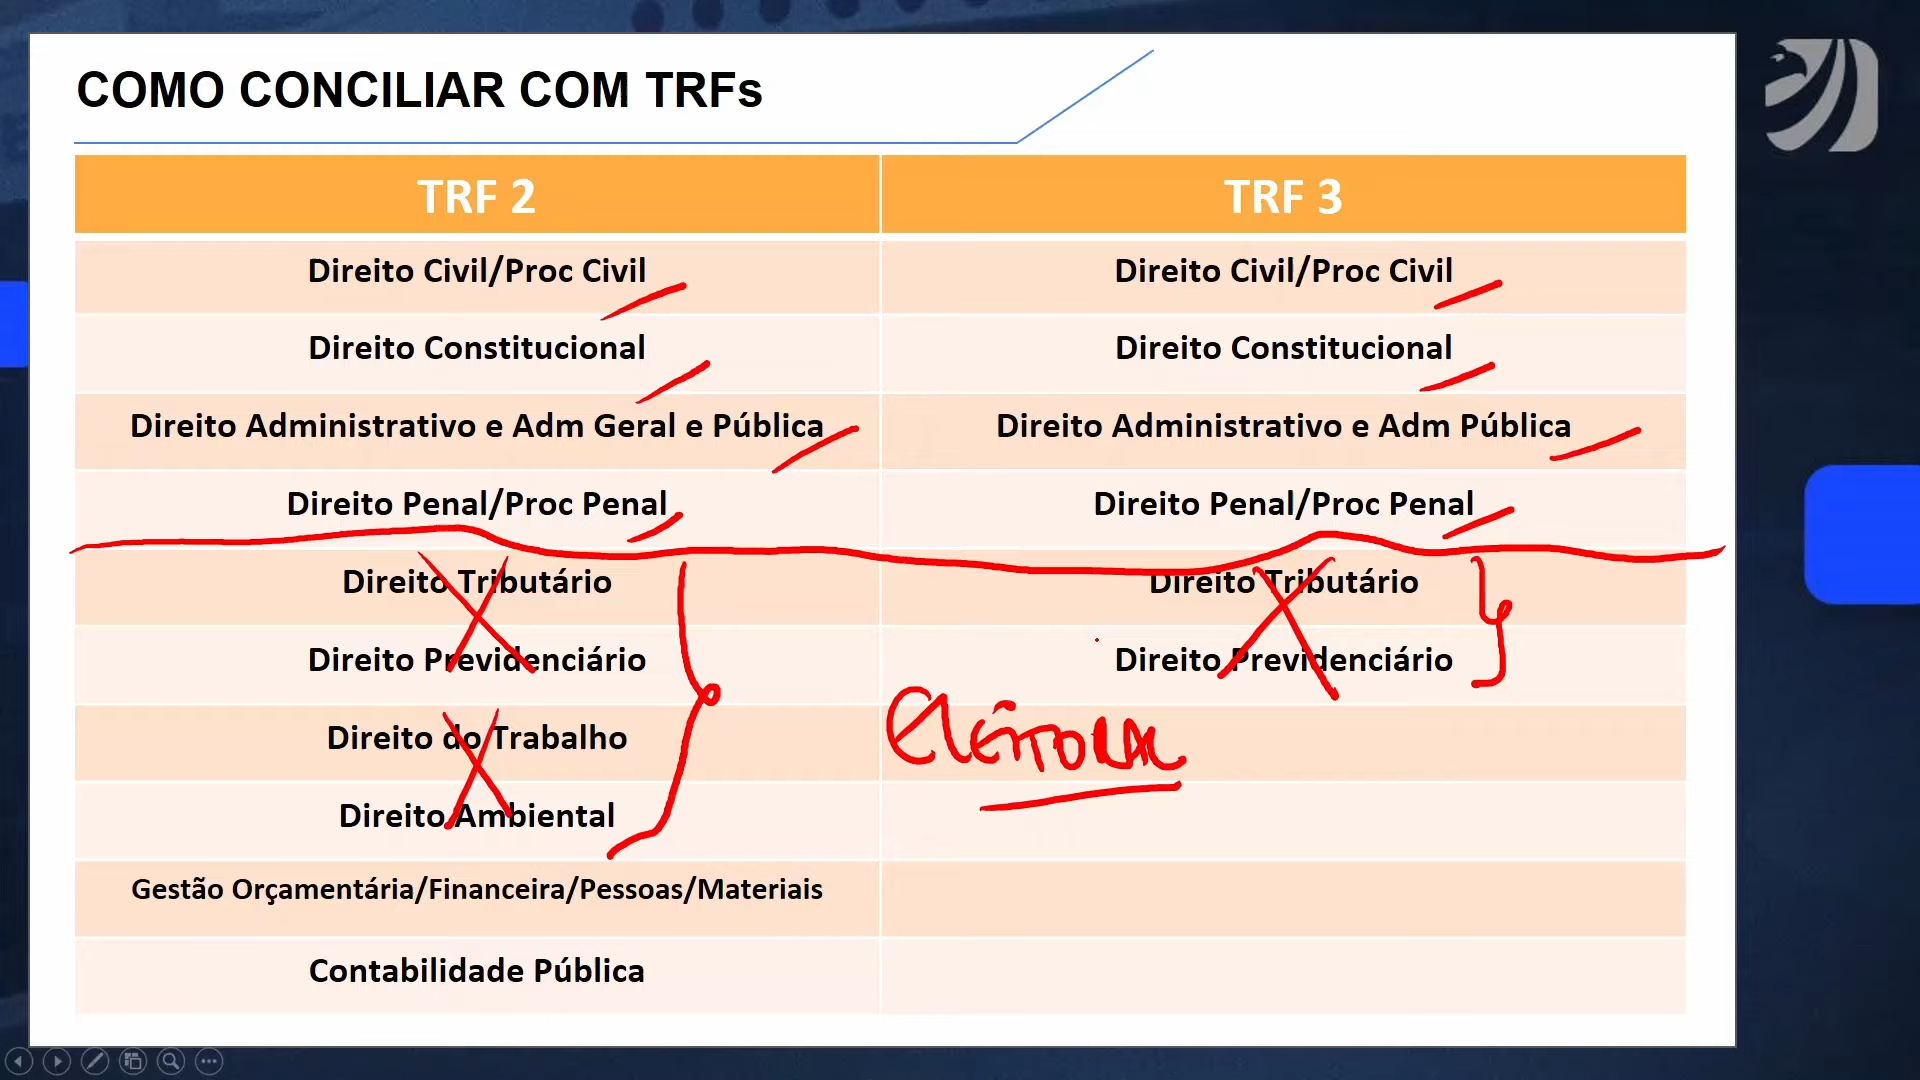 COMO CONCILIAR COM TRFs
TRF 2
TRF 3
Direito Civil/Proc Civil
Direito Civil/Proc Civil
Direito Constitucional
Direito Constitucional
Direito Administrativo e Adm Geral e Pública
Direito Administrativo e Adm Pública
Direito Penal/Proc Penal
Direito Penal/Proc Penal
Direito Tributário
Direito Tributário
Direito Previdenciário
Direito Previdenciário
Direito do Trabalho
ELEITORAL
Direito Ambiental
Gestão Orçamentária/Financeira/Pessoas/Materiais
Contabilidade Pública